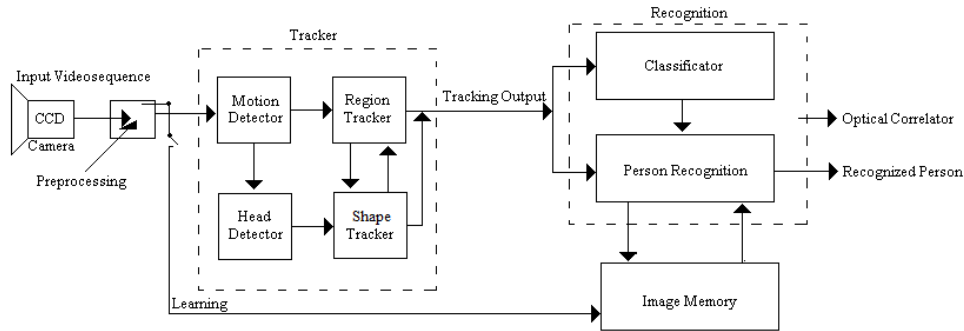 Recognition
Tracker
Input Videosequence
CCD
Camera
Preprocessing
Motion
Detector
Region
Tracker
Head
Detector
Shape
Tracker
Tracking Output
Classificator
Person Recognition
Optical Correlator
Recognized Person
Learning
Image Memory